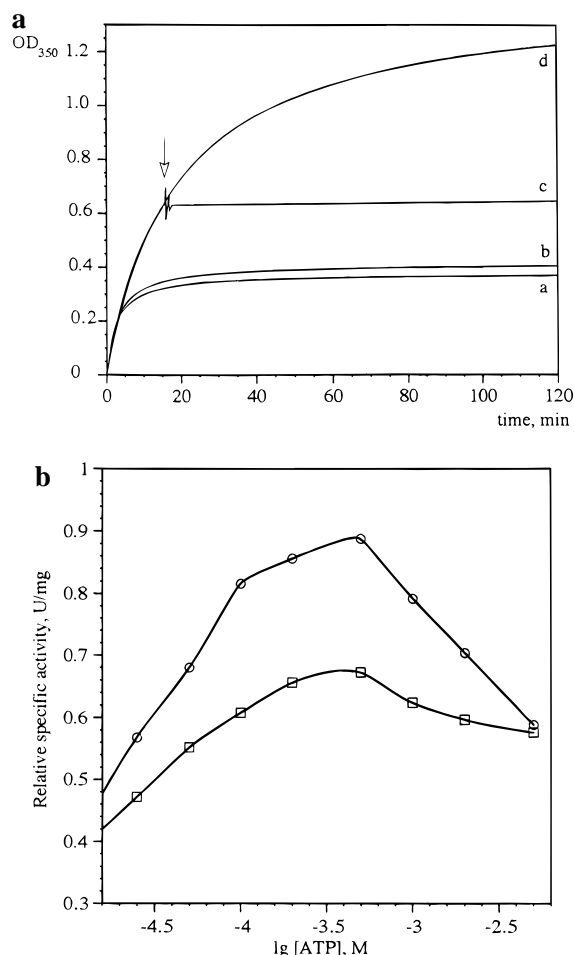 a
OD350
1.2
1.0
0.8
0.6
0.4
0.2
0
d
c
b
a
0 20 40 60 80 100 120
time, min
b
Relative specific activity, U/mg
1
0.9
0.8
0.7
0.6
0.5
0.4
0.3
-4.5 -4 -3.5 -3 -2.5
lg [ATP], M